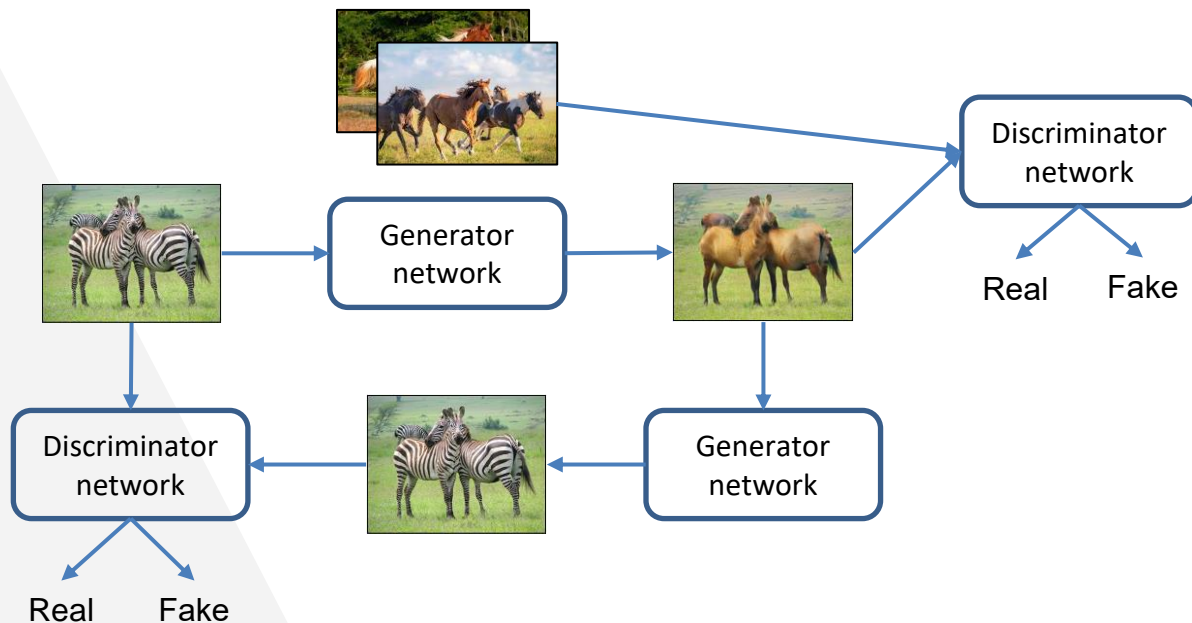 Discriminator
network
Generator
network
Real Fake
Discriminator
network
Generator
network
Real Fake